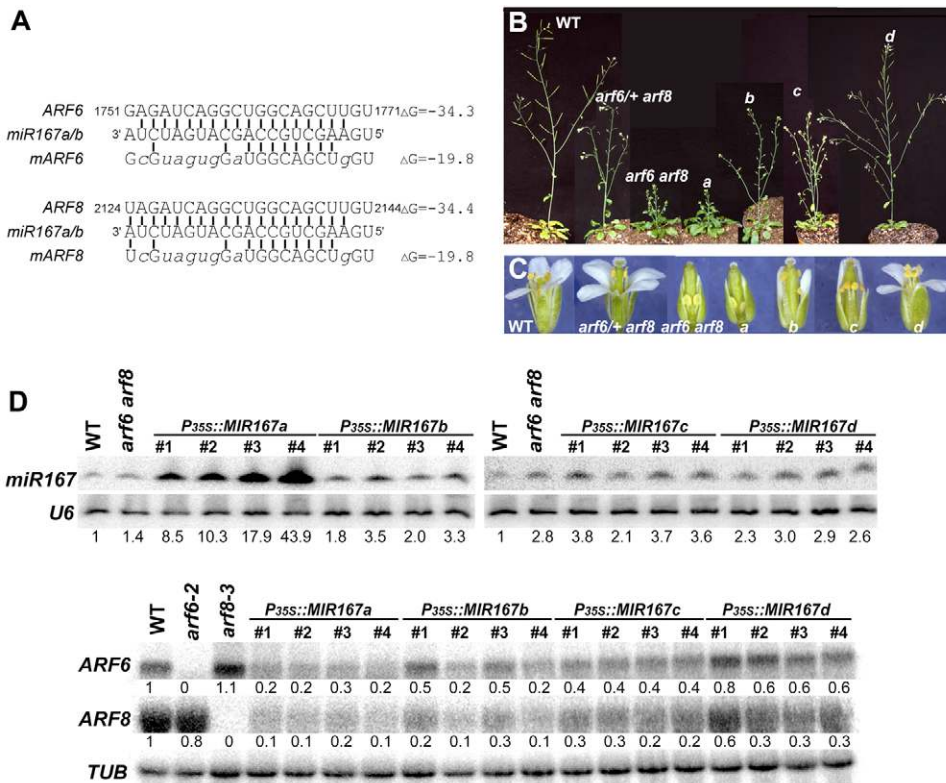 A
ARF6 1751 GAGAUCAGGCUGGCAGCUUGU 1771 △G=-34.3
miR167a/b 3' AUCUAGUACGACCGUCGAAGU 5'
mARF6 GcGuagugGaUGGCAGCUgGU △G=-19.8
ARF8 2124 UAGAUCAGGCUGGCAGCUUGU 2144 △G=-34.4
miR167a/b 3' AUCUAGUACGACCGUCGAAGU 5'
mARF8 UcGuagugGaUGGCAGCUgGU △G=-19.8
B
WT
arf6/+ arf8
arf6 arf8
a
b
c
d
C
WT arf6/+ arf8 arf6 arf8 a b c d
D
WT arf6 arf8 P35S::MIR167a P35S::MIR167b
#1 #2 #3 #4 #1 #2 #3 #4
WT arf6 arf8 P35S::MIR167c P35S::MIR167d
#1 #2 #3 #4 #1 #2 #3 #4
miR167
U6
1 1.4 8.5 10.3 17.9 43.9 1.8 3.5 2.0 3.3
1 2.8 3.8 2.1 3.7 3.6 2.3 3.0 2.9 2.6
WT arf6-2 arf8-3 P35S::MIR167a P35S::MIR167b P35S::MIR167c P35S::MIR167d
#1 #2 #3 #4 #1 #2 #3 #4 #1 #2 #3 #4 #1 #2 #3 #4
ARF6
1 0 1.1 0.2 0.2 0.3 0.2 0.5 0.2 0.5 0.2 0.4 0.4 0.4 0.4 0.8 0.6 0.6 0.6
ARF8
1 0.8 0 0.1 0.1 0.2 0.1 0.2 0.1 0.3 0.1 0.3 0.3 0.2 0.2 0.6 0.3 0.3 0.3
TUB